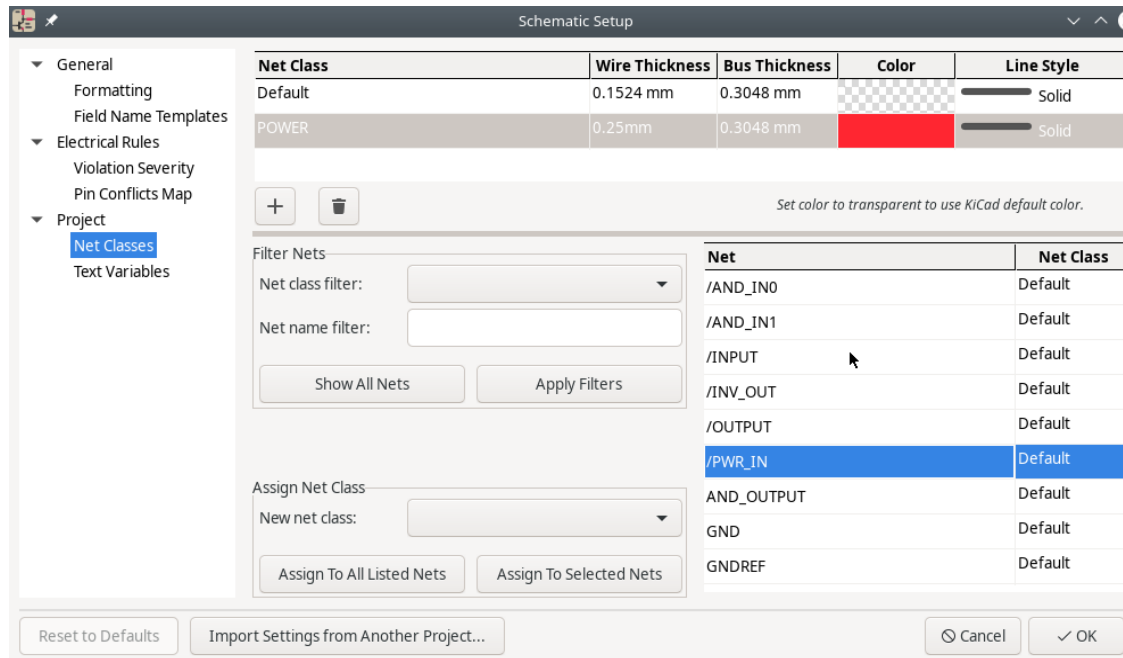 Schematic Setup
General
Formatting
Field Name Templates
Electrical Rules
Violation Severity
Pin Conflicts Map
Project
Net Classes
Text Variables
Net Class Wire Thickness Bus Thickness Color Line Style
Default 0.1524 mm 0.3048 mm Solid
POWER 0.25mm 0.3048 mm Solid
Set color to transparent to use KiCad default color.
Filter Nets
Net class filter:
Net name filter:
Show All Nets Apply Filters
Assign Net Class
New net class:
Assign To All Listed Nets Assign To Selected Nets
Net Net Class
/AND_IN0 Default
/AND_IN1 Default
/INPUT Default
/INV_OUT Default
/OUTPUT Default
/PWR_IN Default
AND_OUTPUT Default
GND Default
GNDREF Default
Reset to Defaults Import Settings from Another Project... Cancel OK